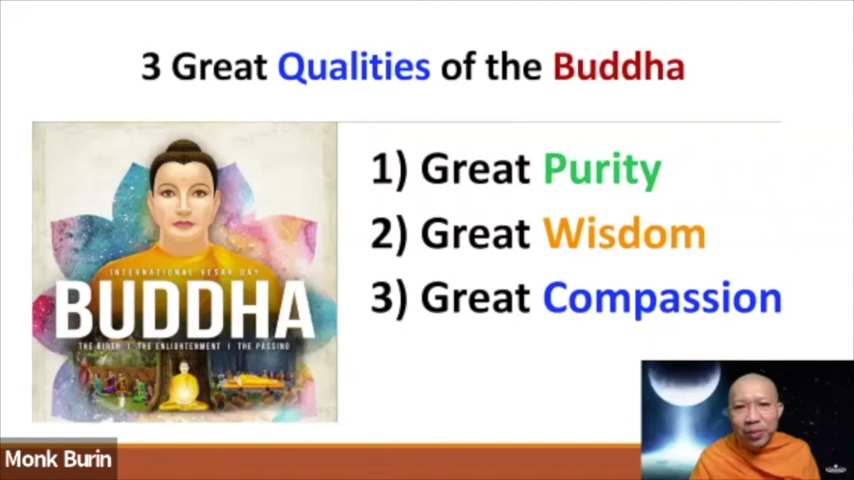 3 Great Qualities of the Buddha
1) Great Purity
2) Great Wisdom
3) Great Compassion
INTERNATIONAL VESAK DAY
BUDDHA
THE BIRTH | THE ENLIGHTENMENT | THE PASSING
Monk Burin